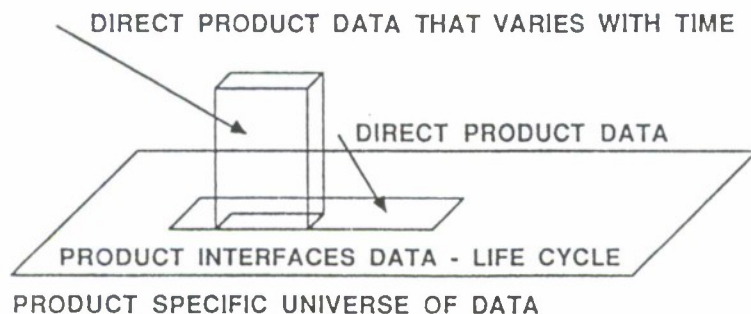 DIRECT PRODUCT DATA THAT VARIES WITH TIME
DIRECT PRODUCT DATA
PRODUCT INTERFACES DATA - LIFE CYCLE
PRODUCT SPECIFIC UNIVERSE OF DATA